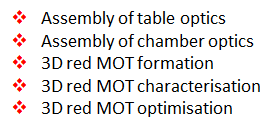 ❖ Assembly of table optics
❖ Assembly of chamber optics
❖ 3D red MOT formation
❖ 3D red MOT characterisation
❖ 3D red MOT optimisation